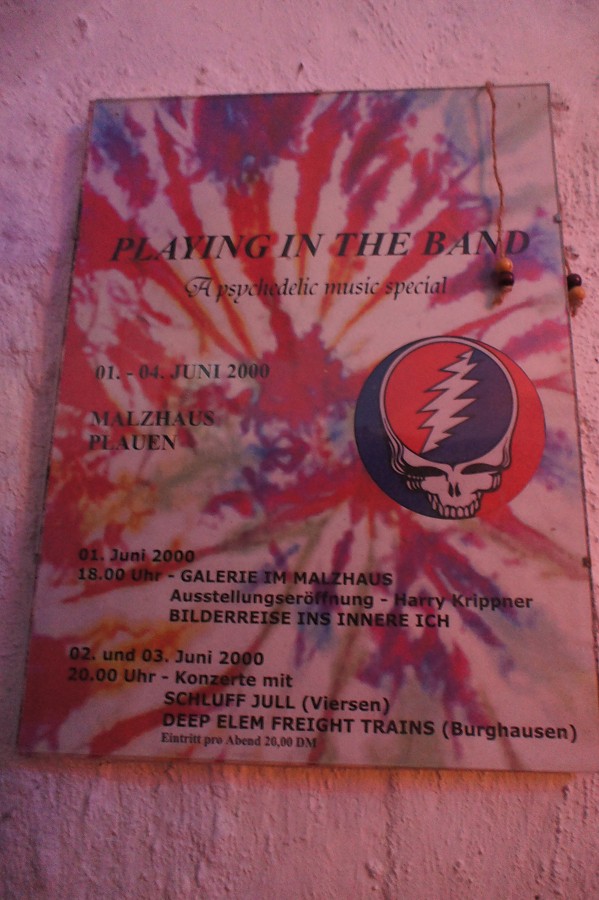 PLAYING IN THE BAND
A psychedelic music special
01. - 04. JUNI 2000
MALZHAUS
PLAUEN
01. Juni 2000
18.00 Uhr - GALERIE IM MALZHAUS
Ausstellungseröffnung - Harry Krippner
BILDERREISE INS INNERE ICH
02. und 03. Juni 2000
20.00 Uhr - Konzerte mit
SCHLUFF JULL (Viersen)
DEEP ELEM FREIGHT TRAINS (Burghausen)
Eintritt pro Abend 20,00 DM